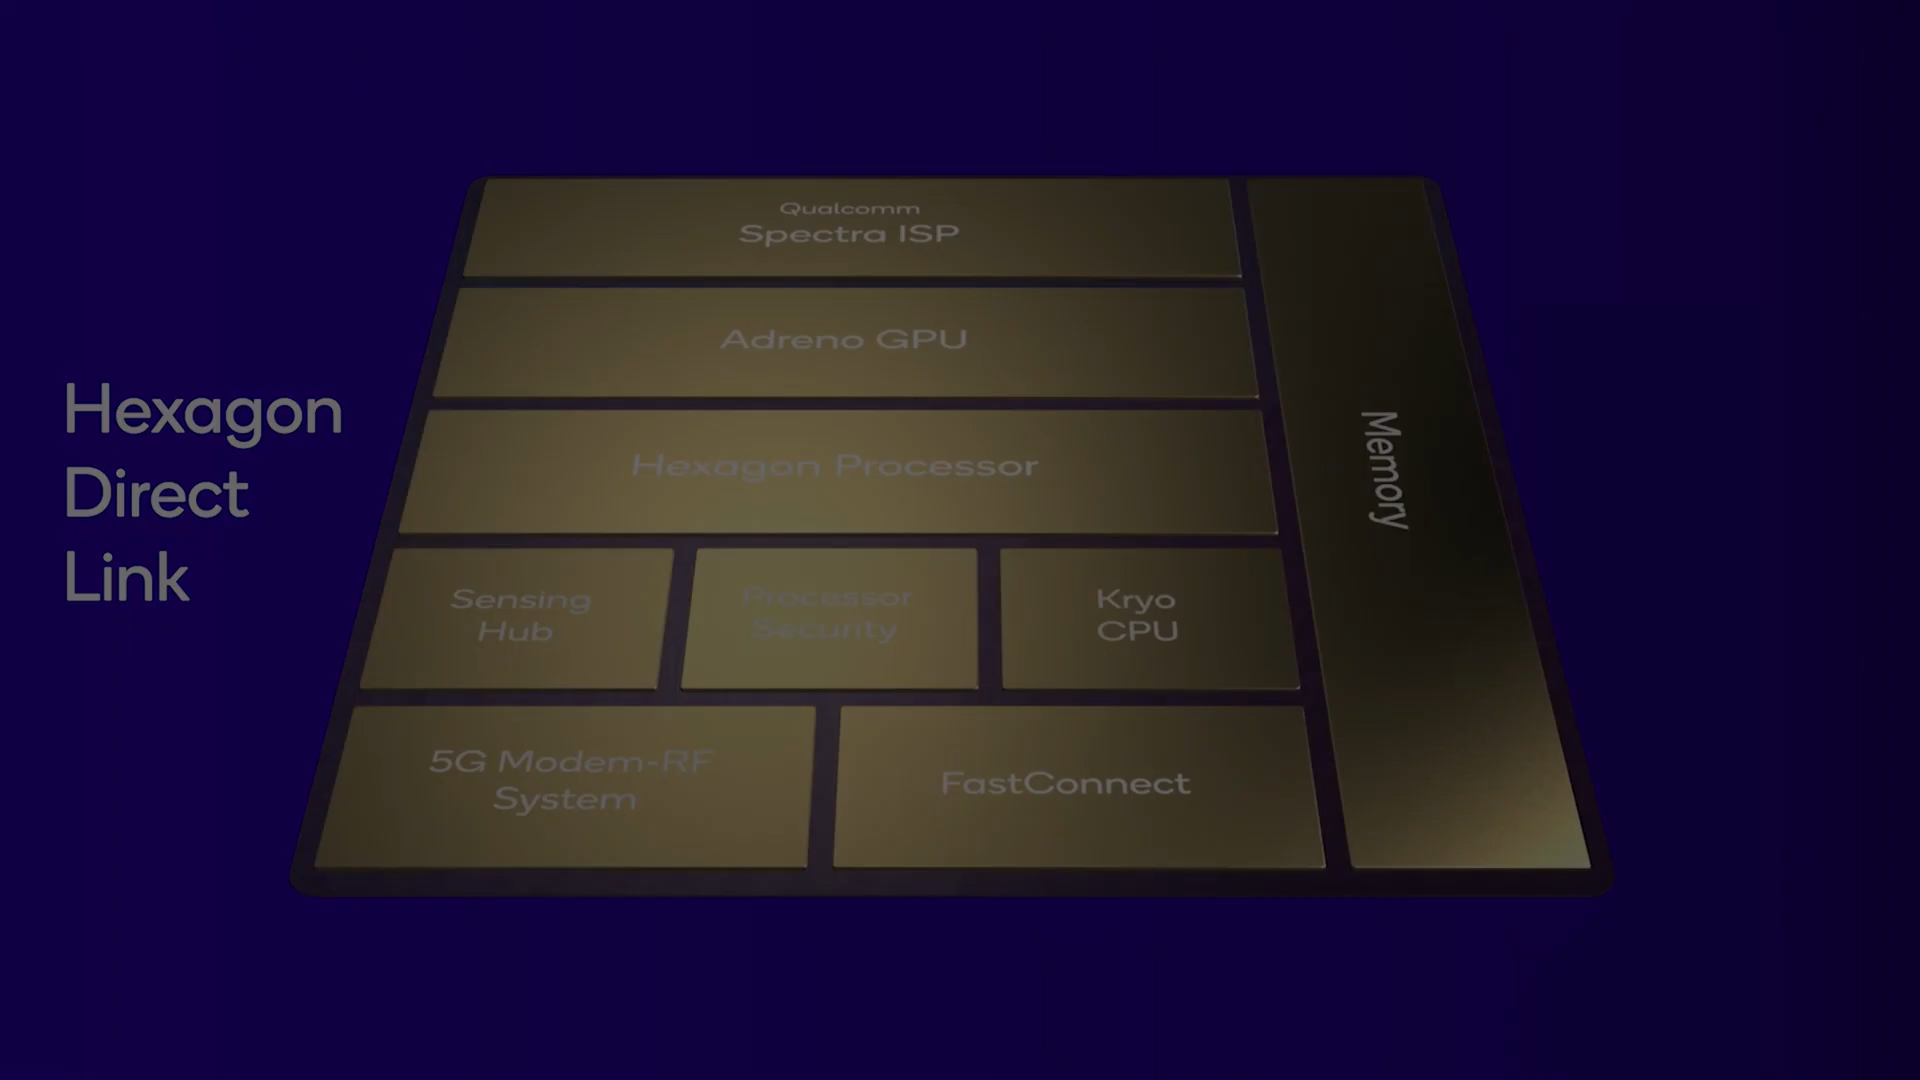 Hexagon
Direct
Link
Qualcomm
Spectra ISP
Adreno GPU
Hexagon Processor
Sensing
Hub
Processor
Security
Kryo
CPU
5G Modem-RF
System
FastConnect
Memory